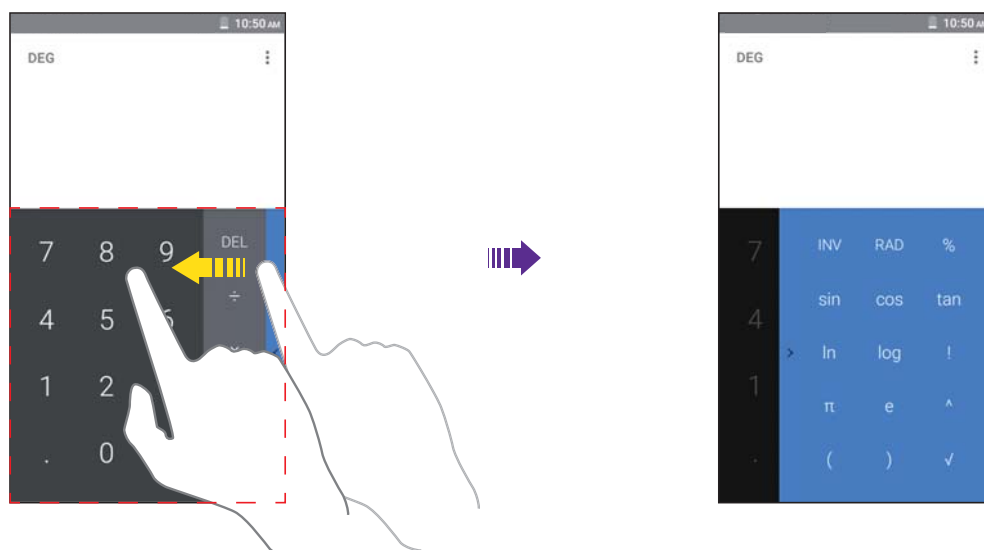 10:50 AM
DEG
7 8 9 DEL
÷
4 5 6
×
1 2
. 0
10:50 AM
DEG
7 INV RAD %
4 sin cos tan
> ln log !
1 π e ^
. ( ) √